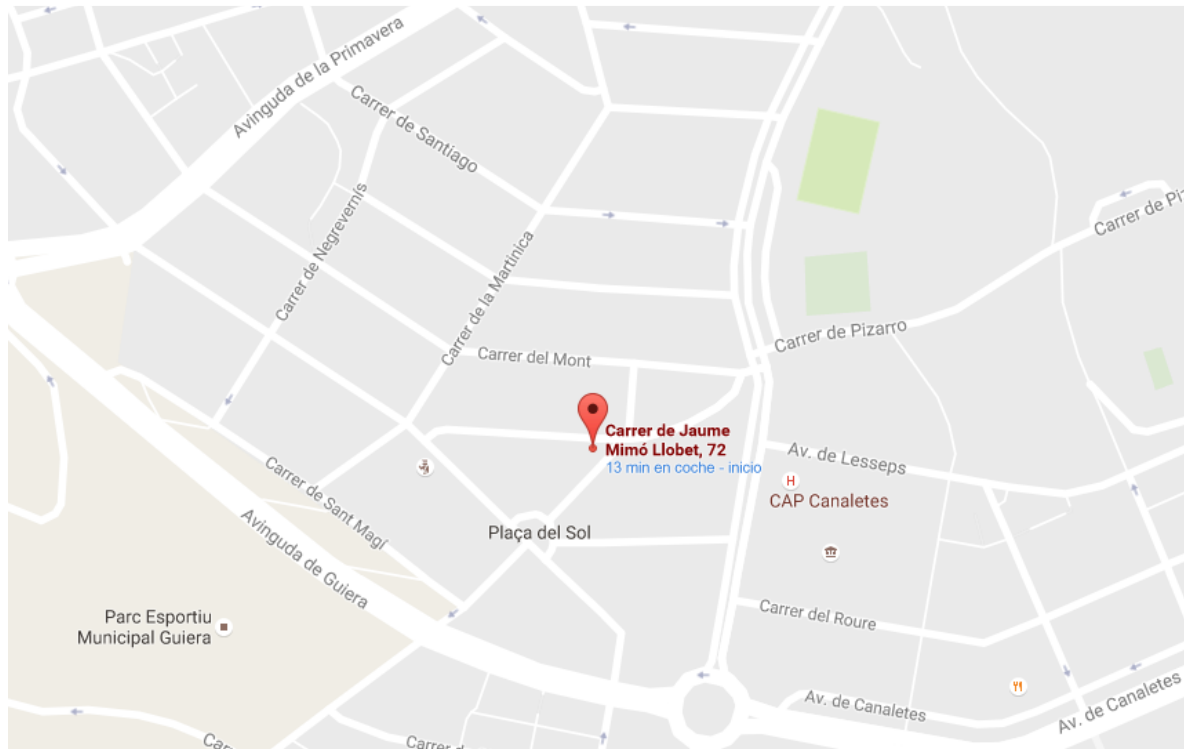 Avinguda de la Primavera
Carrer de Santiago
Carrer de Negrevernís
Carrer de la Martinica
Carrer de Pi
Carrer de Pizarro
Carrer del Mont
Carrer de Jaume
Mimó Llobet, 72
13 min en coche - inicio
Av. de Lesseps
H
CAP Canaletes
Carrer de Sant Magí
Avinguda de Guiera
Plaça del Sol
Parc Esportiu
Municipal Guiera
Carrer del Roure
Av. de Canaletes
Av. de Canaletes
Carrer de